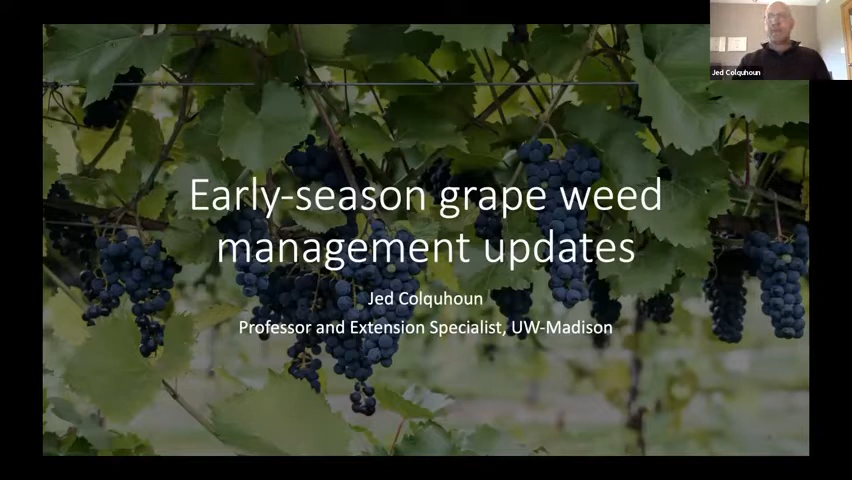 Jed Colquhoun
Early-season grape weed
management updates
Jed Colquhoun
Professor and Extension Specialist, UW-Madison